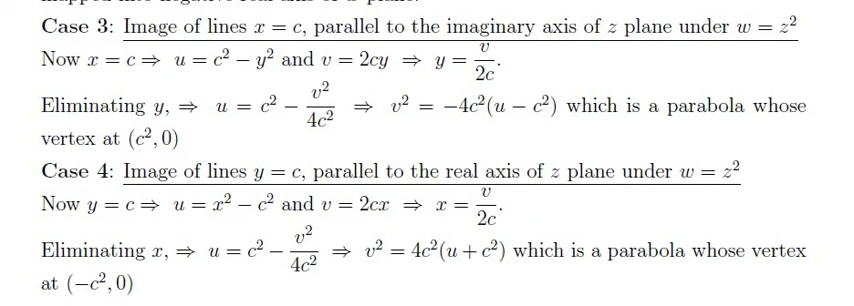 Case 3: Image of lines x = c, parallel to the imaginary axis of z plane under w = z²
Now x = c ⇒ u = c² − y² and v = 2cy ⇒ y = v/2c.
Eliminating y, ⇒ u = c² − v²/4c² ⇒ v² = −4c²(u − c²) which is a parabola whose
vertex at (c², 0)
Case 4: Image of lines y = c, parallel to the real axis of z plane under w = z²
Now y = c ⇒ u = x² − c² and v = 2cx ⇒ x = v/2c.
Eliminating x, ⇒ u = c² − v²/4c² ⇒ v² = 4c²(u + c²) which is a parabola whose vertex
at (−c², 0)